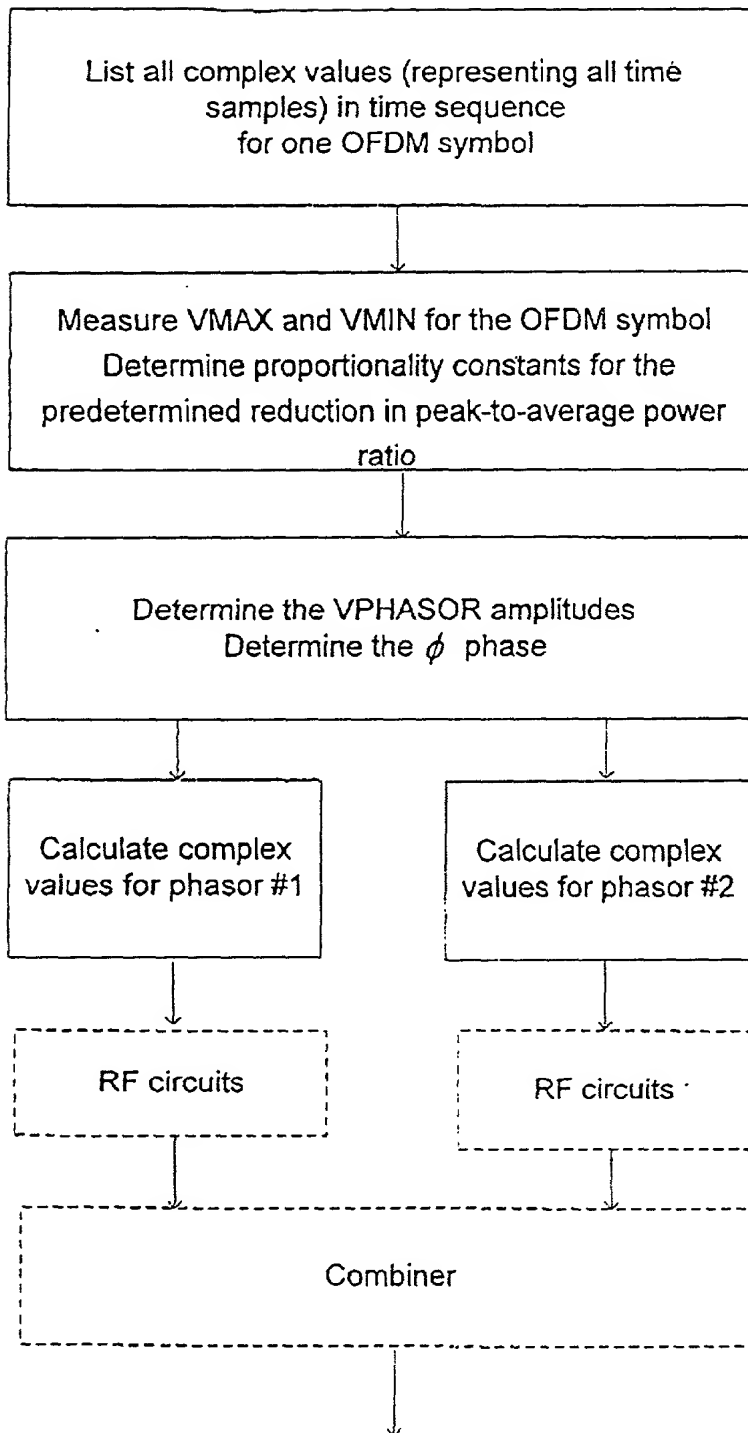 List all complex values (representing all time
samples) in time sequence
for one OFDM symbol
Measure VMAX and VMIN for the OFDM symbol
Determine proportionality constants for the
predetermined reduction in peak-to-average power
ratio
Determine the VPHASOR amplitudes
Determine the ϕ phase
Calculate complex
values for phasor #1
Calculate complex
values for phasor #2
RF circuits
RF circuits
Combiner